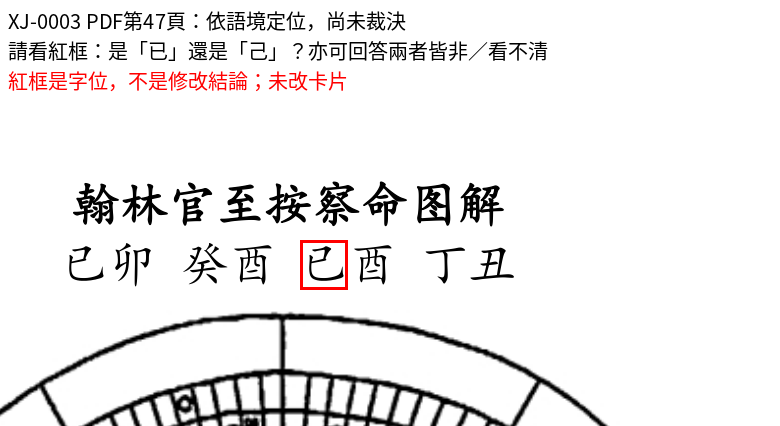 XJ-0003 PDF第47頁：依語境定位，尚未裁決
請看紅框：是「已」還是「己」？亦可回答兩者皆非／看不清
紅框是字位，不是修改結論；未改卡片
翰林官至按察命图解
已卯 癸酉 已酉 丁丑